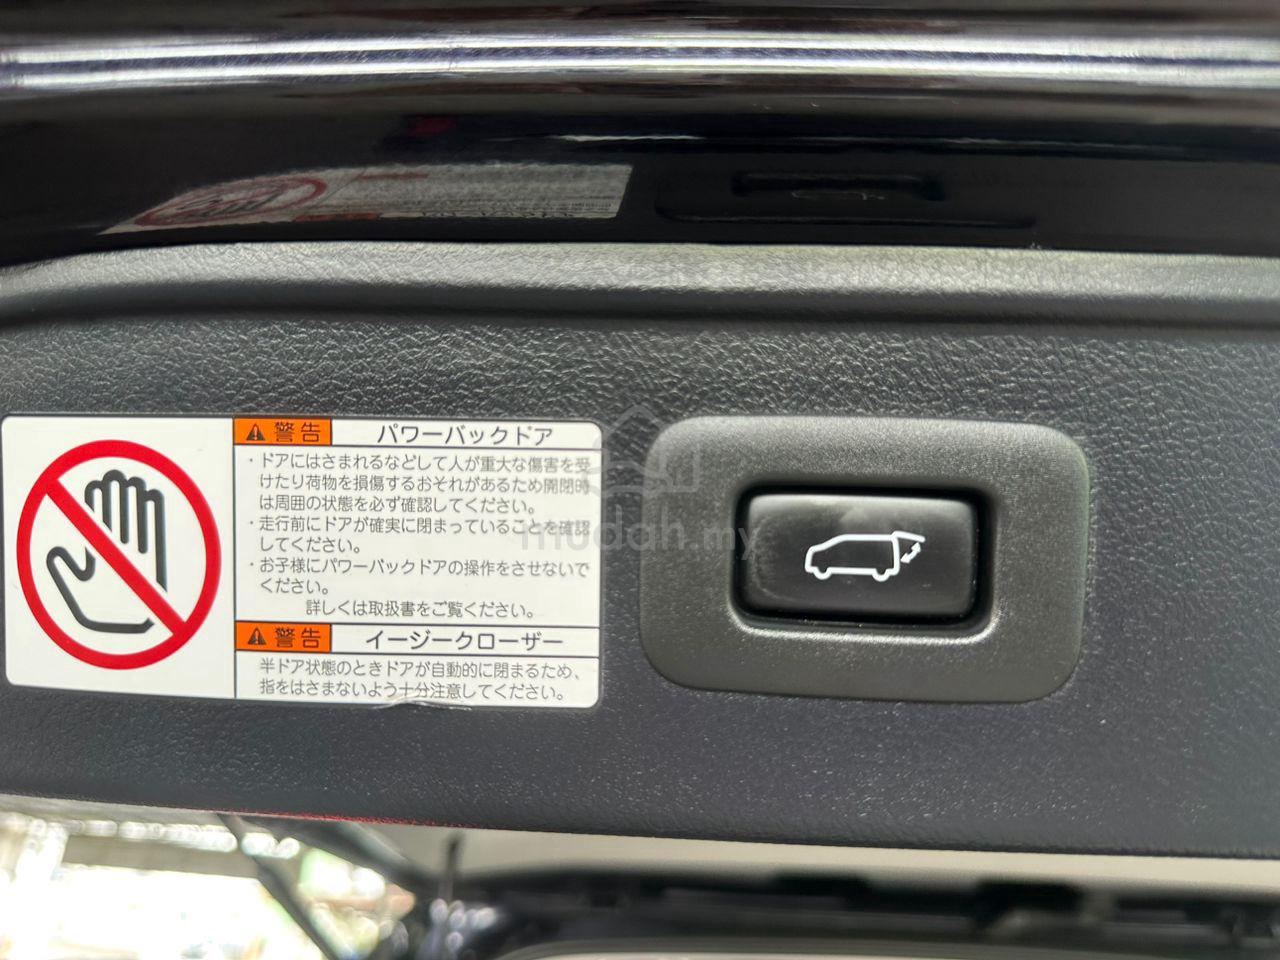 警告 パワーバックドア
・ドアにはさまれるなどして人が重大な傷害を受
けたり荷物を損傷するおそれがあるため開閉時
は周囲の状態を必ず確認してください。
・走行前にドアが確実に閉まっていることを確認
してください。
・お子様にパワーバックドアの操作をさせないで
ください。
詳しくは取扱書をご覧ください。
警告 イージークローザー
半ドア状態のときドアが自動的に閉まるため、
指をはさまないよう十分注意してください。
mudah.my